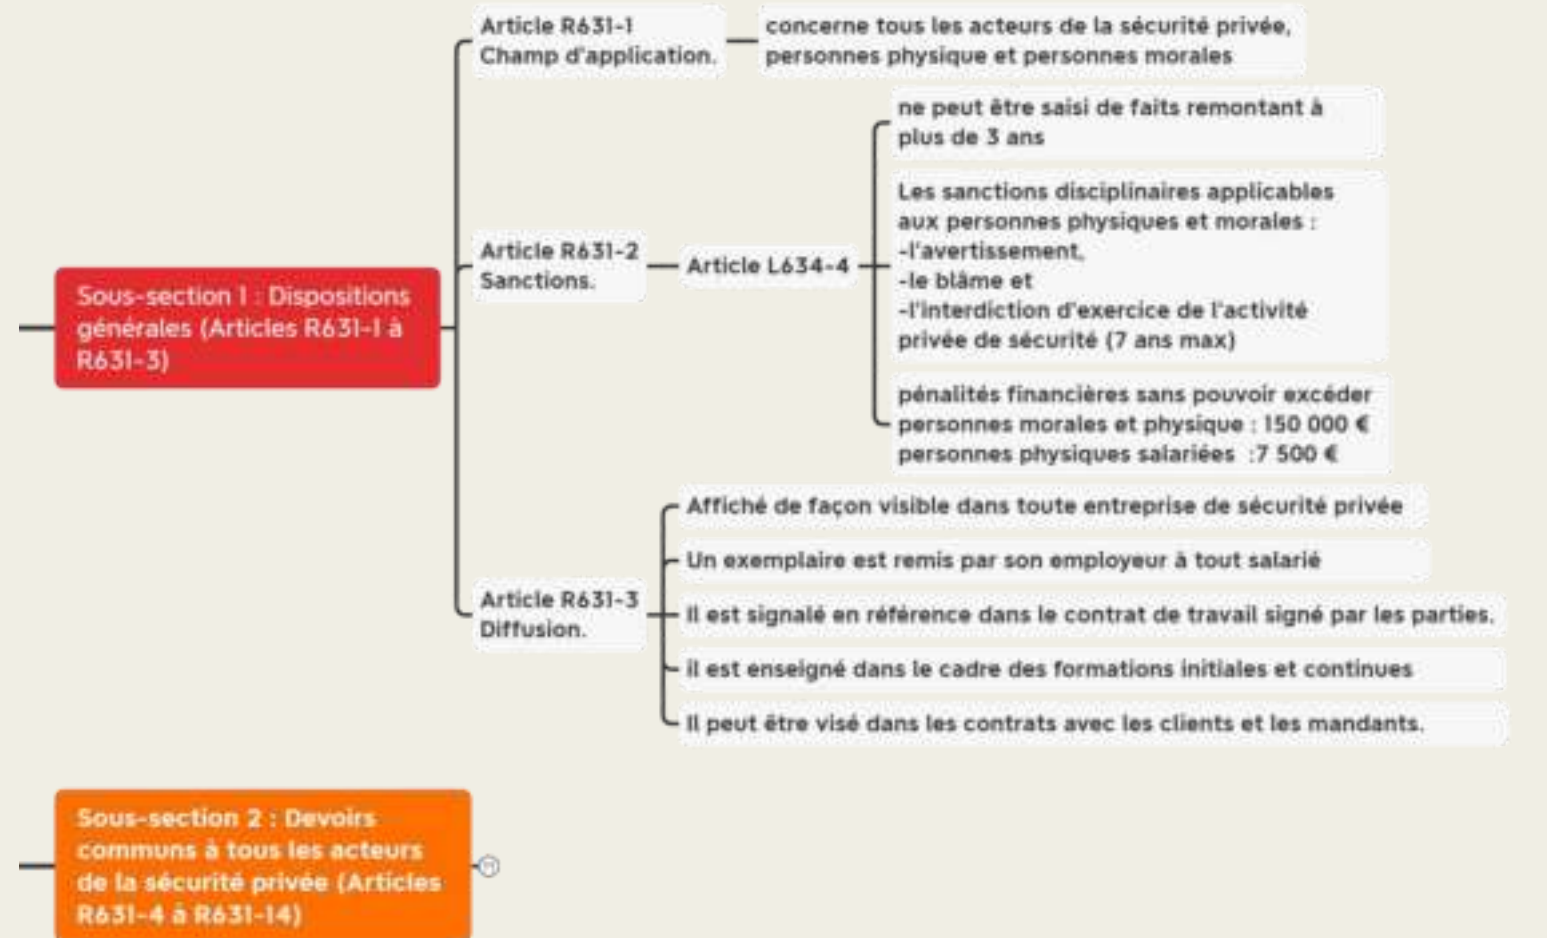 Article R631-1
Champ d'application.
concerne tous les acteurs de la sécurité privée,
personnes physique et personnes morales
ne peut être saisi de faits remontant à
plus de 3 ans
Les sanctions disciplinaires applicables
aux personnes physiques et morales :
-l'avertissement,
-le blâme et
-l'interdiction d'exercice de l'activité
privée de sécurité (7 ans max)
Article R631-2
Sanctions.
Article L634-4
Sous-section 1 : Dispositions
générales (Articles R631-1 à
R631-3)
pénalités financières sans pouvoir excéder
personnes morales et physique : 150 000 €
personnes physiques salariées :7 500 €
Affiché de façon visible dans toute entreprise de sécurité privée
Un exemplaire est remis par son employeur à tout salarié
Article R631-3
Diffusion.
Il est signalé en référence dans le contrat de travail signé par les parties.
il est enseigné dans le cadre des formations initiales et continues
Il peut être visé dans les contrats avec les clients et les mandants.
Sous-section 2 : Devoirs
communs à tous les acteurs
de la sécurité privée (Articles
R631-4 à R631-14)